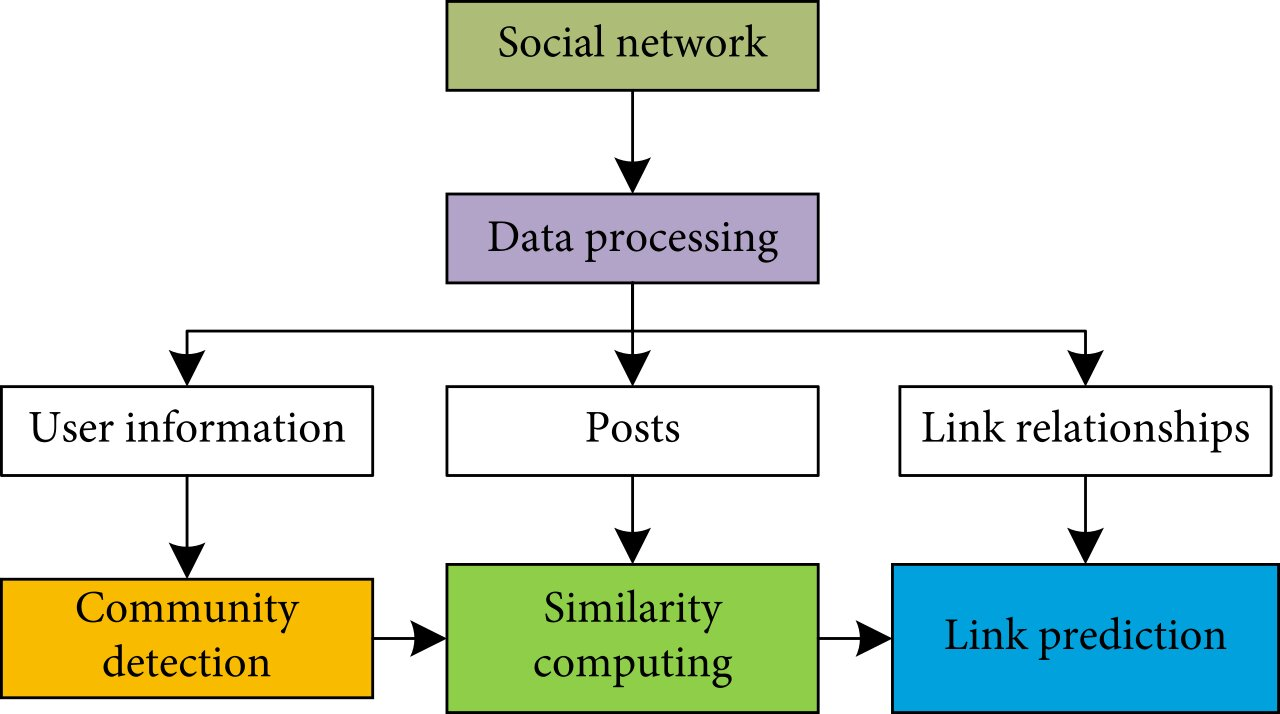 Social network
Data processing
User information
Posts
Link relationships
Community
detection
Similarity
computing
Link prediction